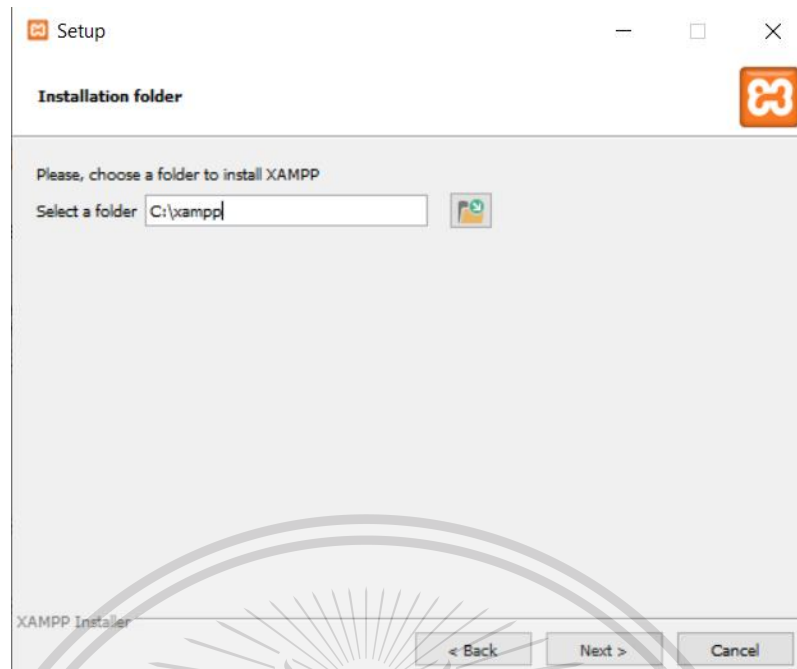 Setup
Installation folder
Please, choose a folder to install XAMPP
Select a folder C:\xampp
XAMPP Installer
< Back Next > Cancel